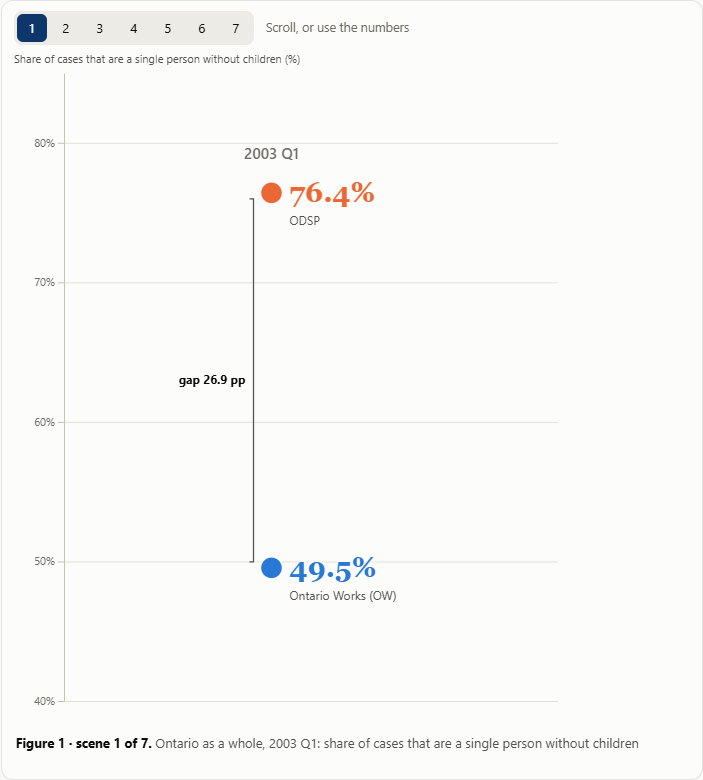 1 2 3 4 5 6 7 Scroll, or use the numbers
Share of cases that are a single person without children (%)
80%
2003 Q1
76.4%
ODSP
70%
gap 26.9 pp
60%
50%
49.5%
Ontario Works (OW)
40%
Figure 1 · scene 1 of 7. Ontario as a whole, 2003 Q1: share of cases that are a single person without children